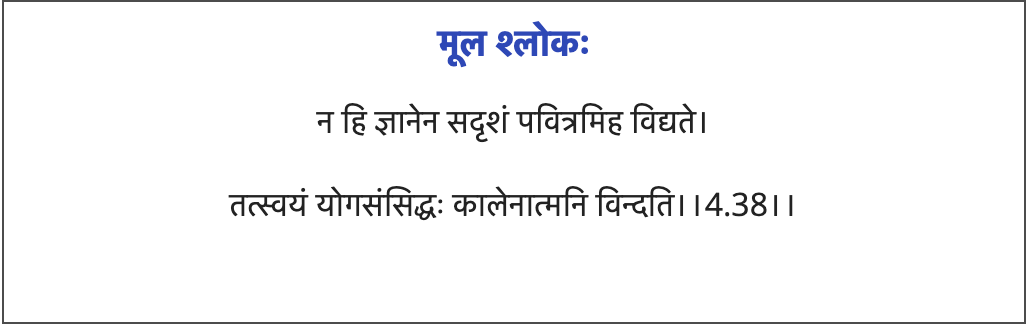 मूल श्लोकः
न हि ज्ञानेन सदृशं पवित्रमिह विद्यते।
तत्स्वयं योगसंसिद्धः कालेनात्मनि विन्दति।।4.38।।